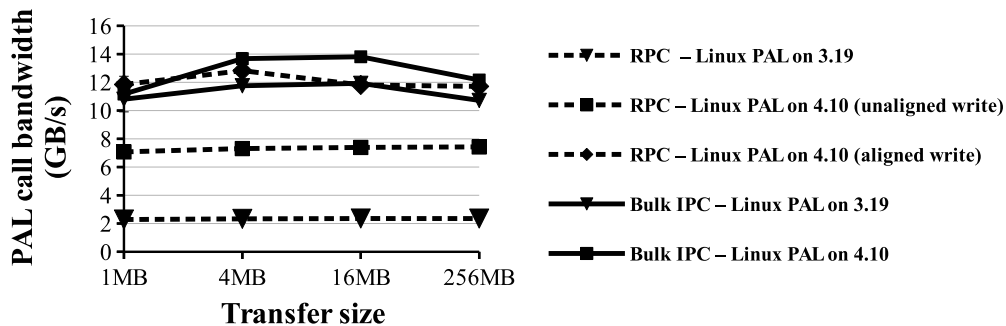 PAL call bandwidth
(GB/s)
16
14
12
10
8
6
4
2
0
1MB 4MB 16MB 256MB
Transfer size
RPC – Linux PAL on 3.19
RPC – Linux PAL on 4.10 (unaligned write)
RPC – Linux PAL on 4.10 (aligned write)
Bulk IPC – Linux PAL on 3.19
Bulk IPC – Linux PAL on 4.10